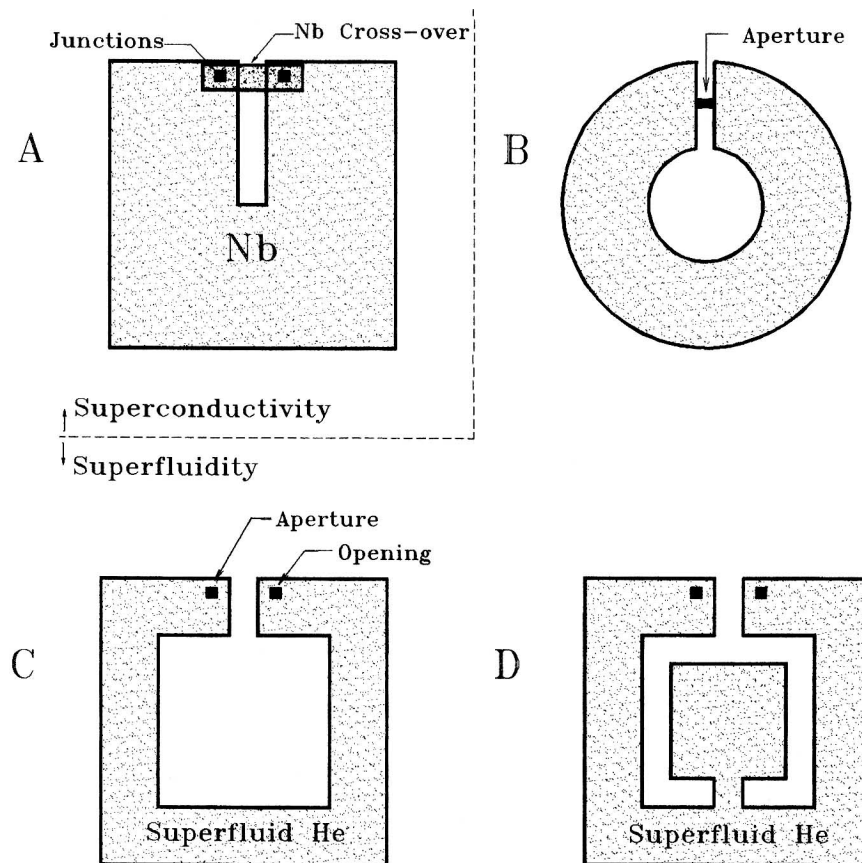 Junctions
Nb Cross-over
A
Nb
Aperture
B
Superconductivity
Superfluidity
Aperture
Opening
C
Superfluid He
D
Superfluid He